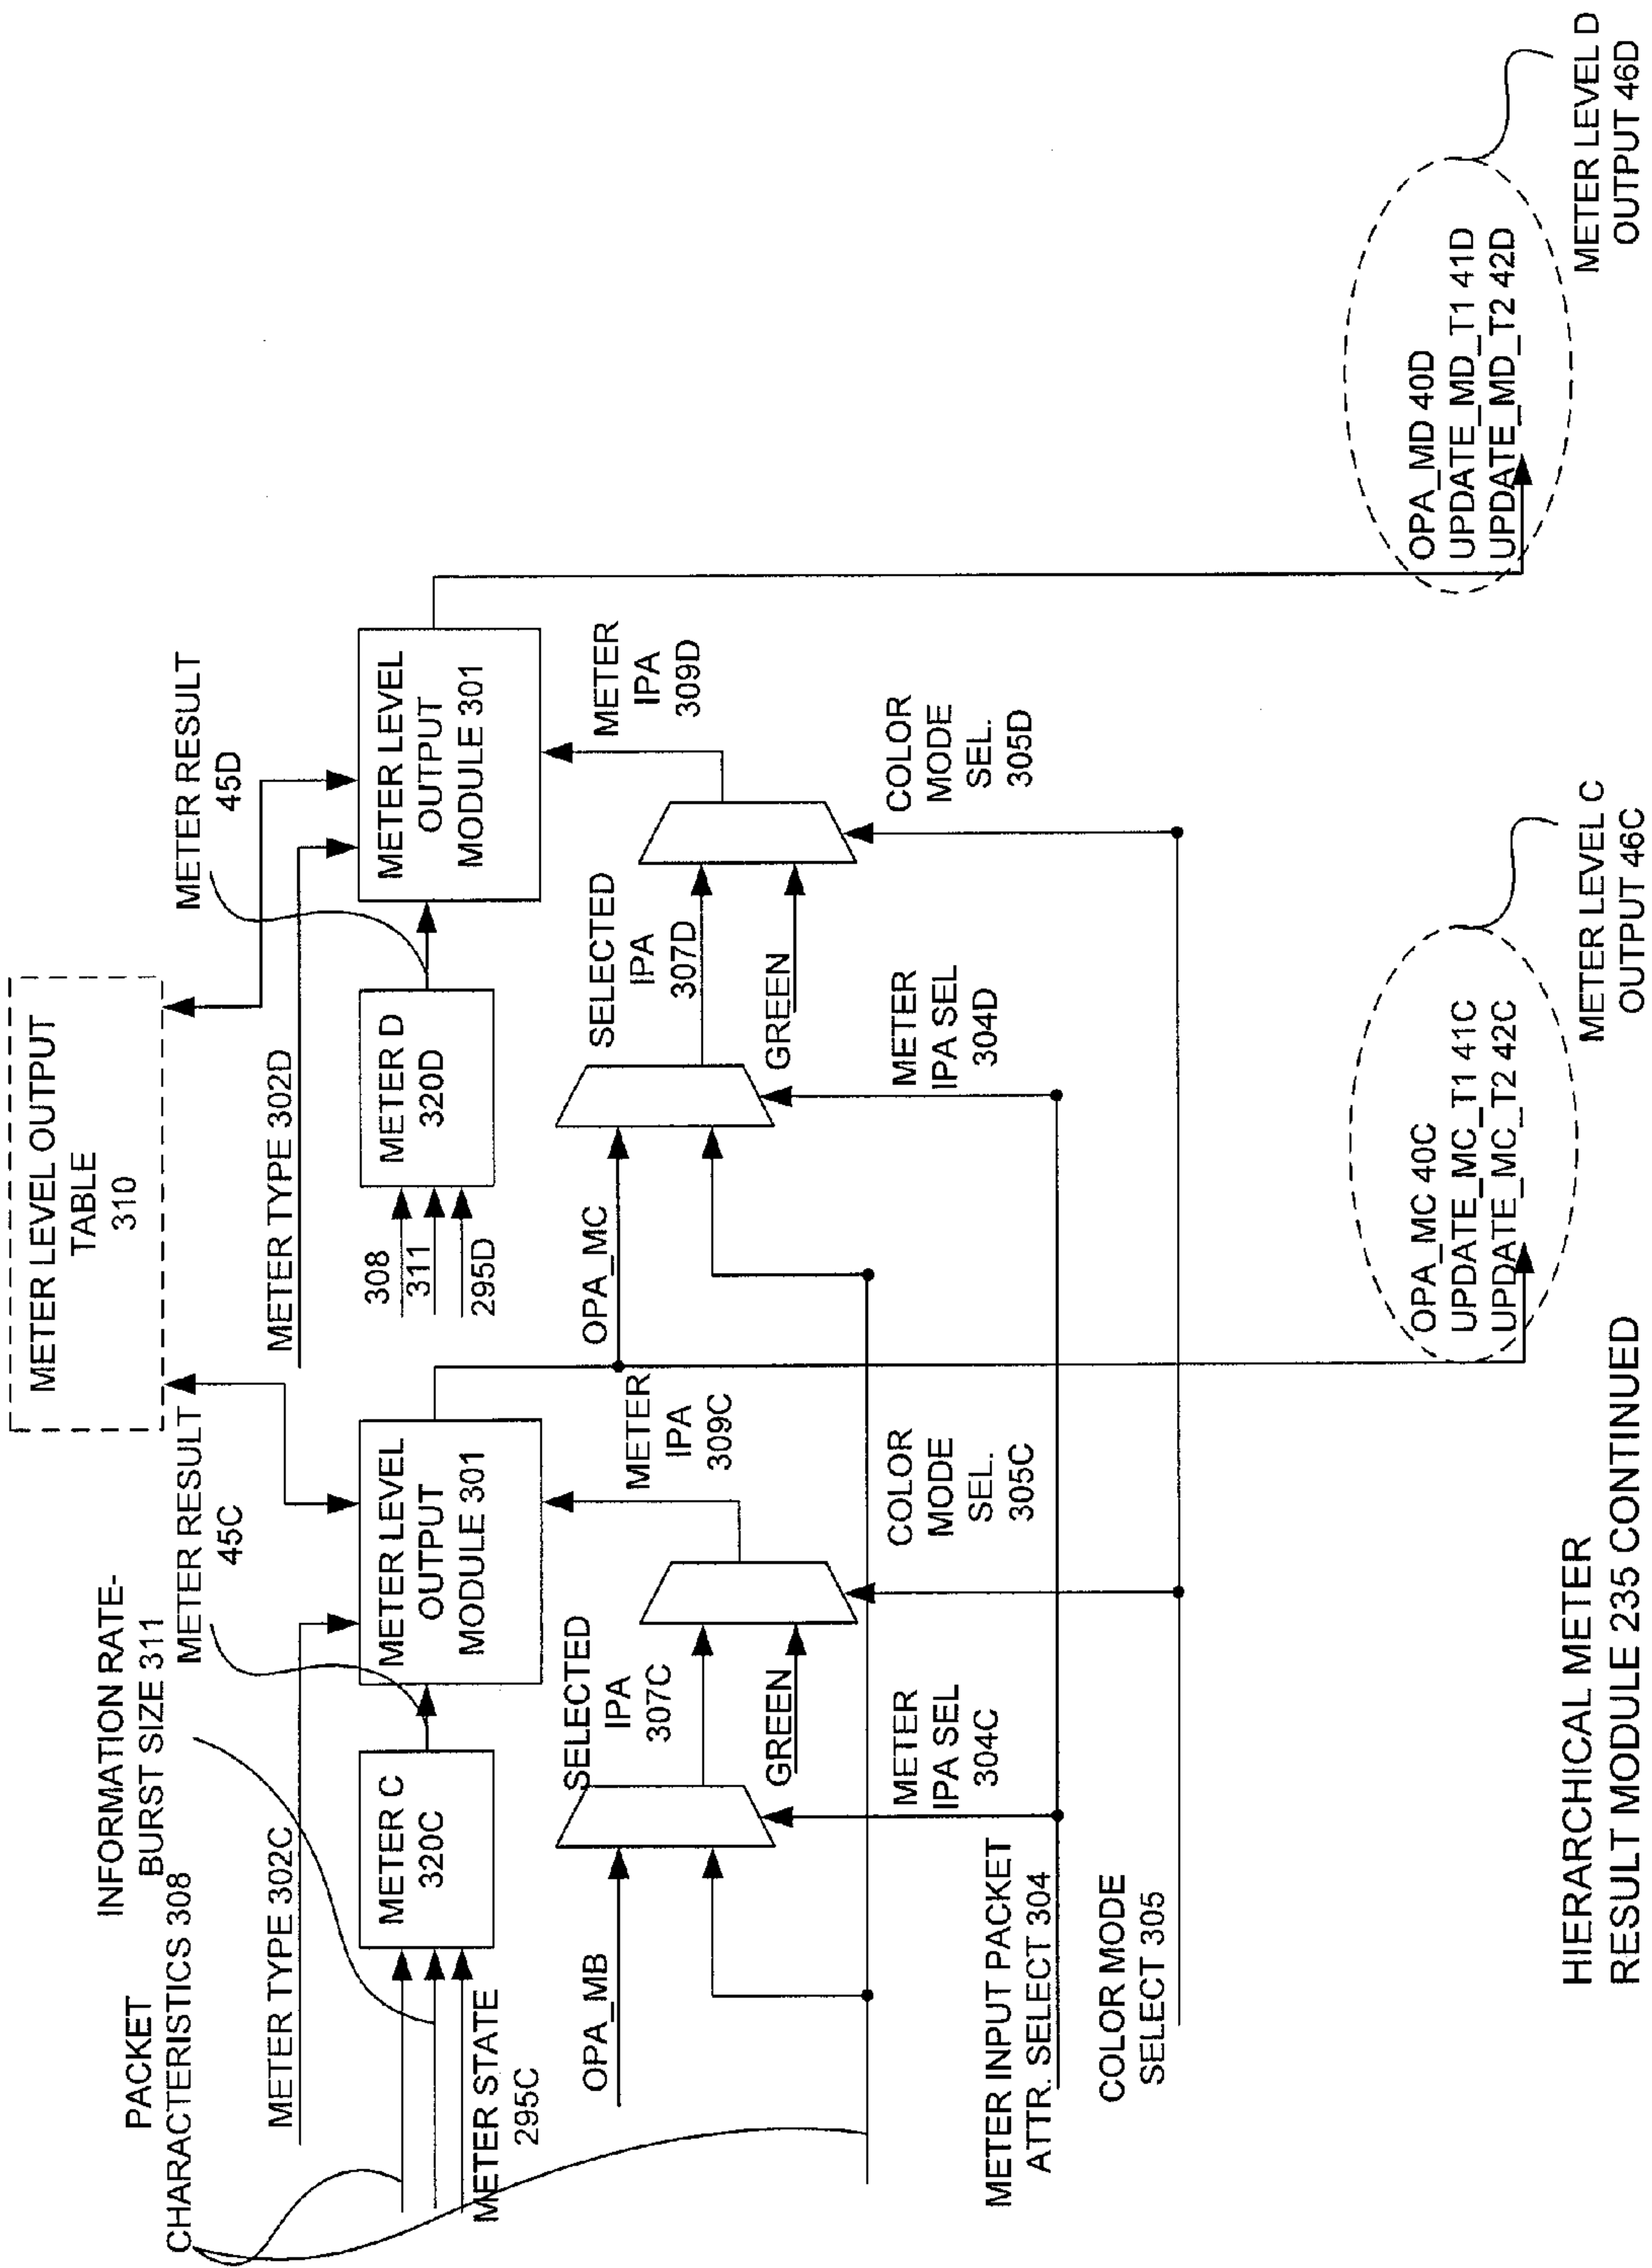 METER LEVEL OUTPUT
TABLE
310
PACKET
CHARACTERISTICS 308
INFORMATION RATE-
BURST SIZE 311
METER RESULT
45C
METER RESULT
45D
METER TYPE 302C
METER TYPE 302D
METER C
320C
METER LEVEL
OUTPUT
MODULE 301
308
311
295D
METER D
320D
METER LEVEL
OUTPUT
MODULE 301
METER STATE
295C
OPA_MB
SELECTED
IPA
307C
GREEN
METER
IPA
309C
OPA_MC
SELECTED
IPA
307D
GREEN
METER
IPA
309D
METER
IPA SEL
304C
COLOR
MODE
SEL.
305C
METER
IPA SEL
304D
COLOR
MODE
SEL.
305D
METER INPUT PACKET
ATTR. SELECT 304
COLOR MODE
SELECT 305
OPA_MC 40C
UPDATE_MC_T1 41C
UPDATE_MC_T2 42C
METER LEVEL C
OUTPUT 46C
OPA_MD 40D
UPDATE_MD_T1 41D
UPDATE_MD_T2 42D
METER LEVEL D
OUTPUT 46D
HIERARCHICAL METER
RESULT MODULE 235 CONTINUED